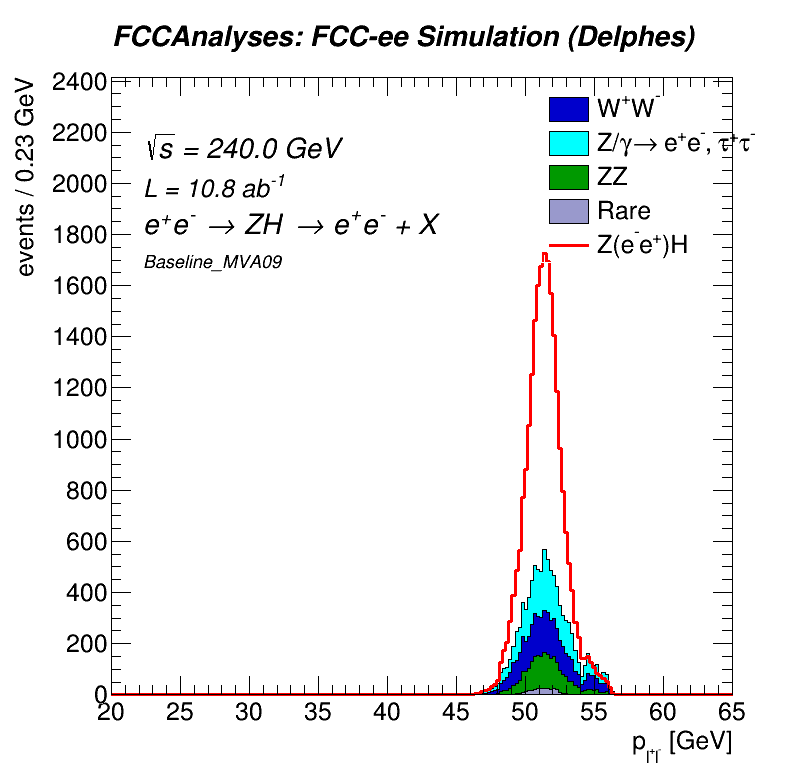 FCCAnalyses: FCC-ee Simulation (Delphes)
events / 0.23 GeV
2400
2200
2000
1800
1600
1400
1200
1000
800
600
400
200
0
√s = 240.0 GeV
L = 10.8 ab⁻¹
e⁺e⁻ → ZH → e⁺e⁻ + X
Baseline_MVA09
W⁺W⁻
Z/γ→ e⁺e⁻, τ⁺τ⁻
ZZ
Rare
Z(e⁻e⁺)H
20 25 30 35 40 45 50 55 60 65
p_l⁺l⁻ [GeV]